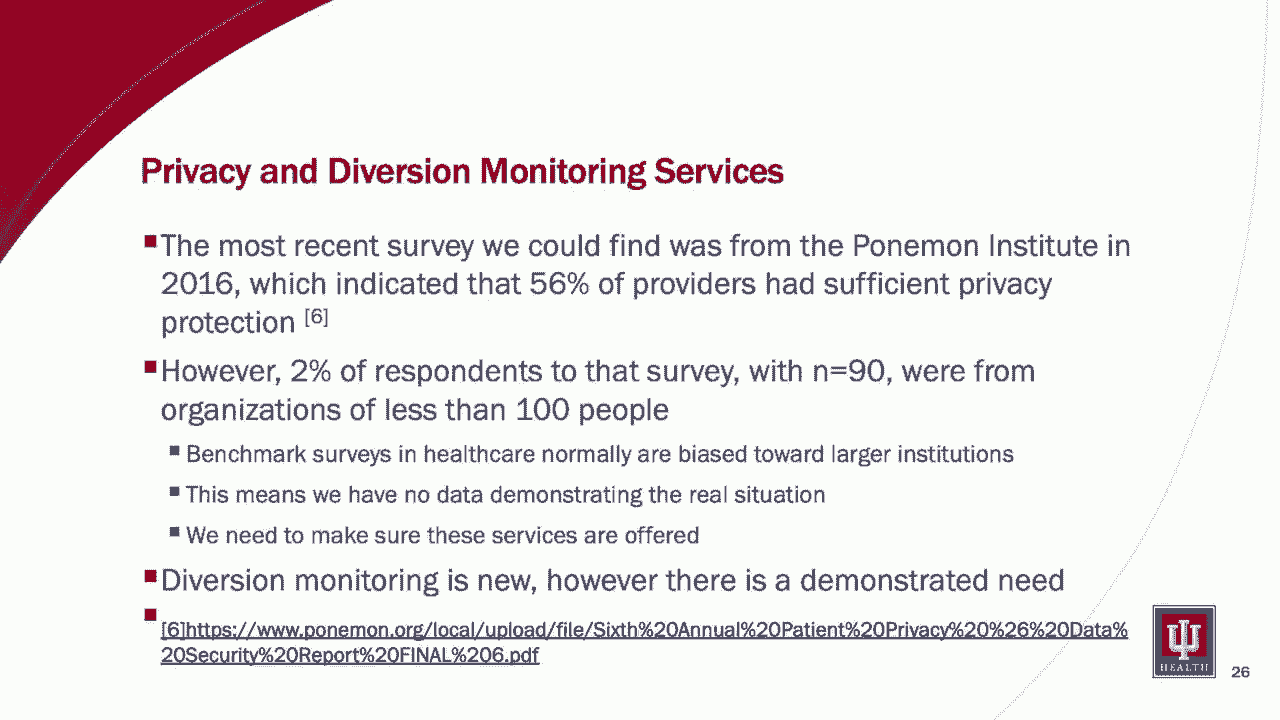 Privacy and Diversion Monitoring Services
The most recent survey we could find was from the Ponemon Institute in
2016, which indicated that 56% of providers had sufficient privacy
protection [6]
However, 2% of respondents to that survey, with n=90, were from
organizations of less than 100 people
Benchmark surveys in healthcare normally are biased toward larger institutions
This means we have no data demonstrating the real situation
We need to make sure these services are offered
Diversion monitoring is new, however there is a demonstrated need
[6]https://www.ponemon.org/local/upload/file/Sixth%20Annual%20Patient%20Privacy%20%26%20Data%
20Security%20Report%20FINAL%206.pdf
HEALTH
26